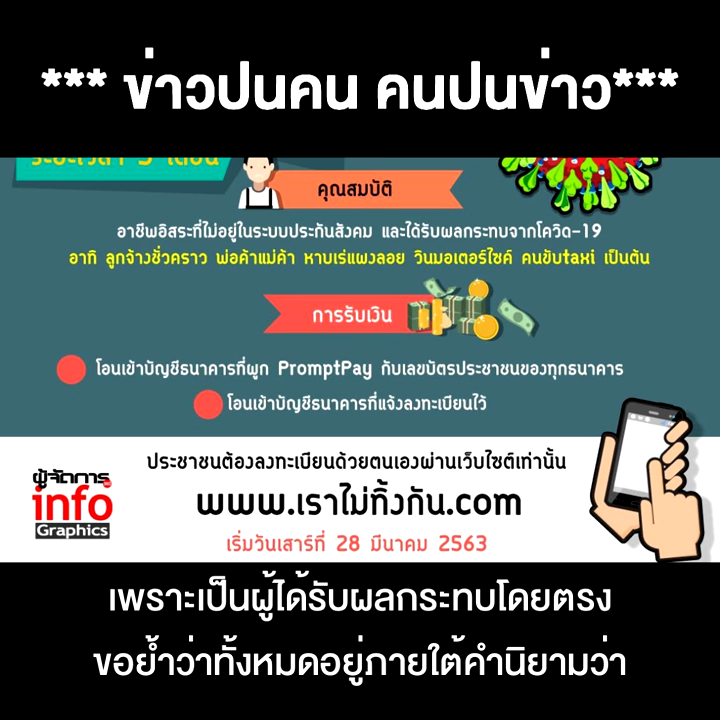 *** ข่าวปนคน คนปนข่าว***
ระยะเวลา 3 เดือน
คุณสมบัติ
อาชีพอิสระที่ไม่อยู่ในระบบประกันสังคม และได้รับผลกระทบจากโควิด-19
อาทิ ลูกจ้างชั่วคราว พ่อค้าแม่ค้า หาบเร่แผงลอย วินมอเตอร์ไซค์ คนขับtaxi เป็นต้น
การรับเงิน
โอนเข้าบัญชีธนาคารที่ผูก PromptPay กับเลขบัตรประชาชนของทุกธนาคาร
โอนเข้าบัญชีธนาคารที่แจ้งลงทะเบียนไว้
ประชาชนต้องลงทะเบียนด้วยตนเองผ่านเว็บไซต์เท่านั้น
www.เราไม่ทิ้งกัน.com
เริ่มวันเสาร์ที่ 28 มีนาคม 2563
ผู้จัดการ
info
Graphics
เพราะเป็นผู้ได้รับผลกระทบโดยตรง
ขอย้ำว่าทั้งหมดอยู่ภายใต้คำนิยามว่า